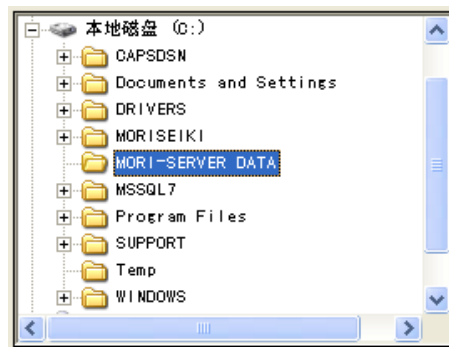 本地磁盘 (C:)
CAPSDSN
Documents and Settings
DRIVERS
MORISEIKI
MORI-SERVER DATA
MSSQL7
Program Files
SUPPORT
Temp
WINDOWS